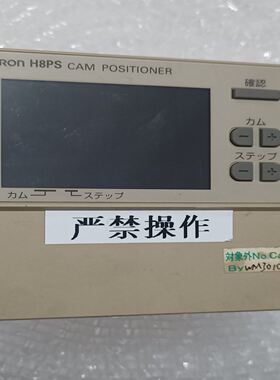 ron H8PS CAM POSITIONER
確認
カム
ステップ
カム ステップ
严禁操作
対象外No.Ca
By